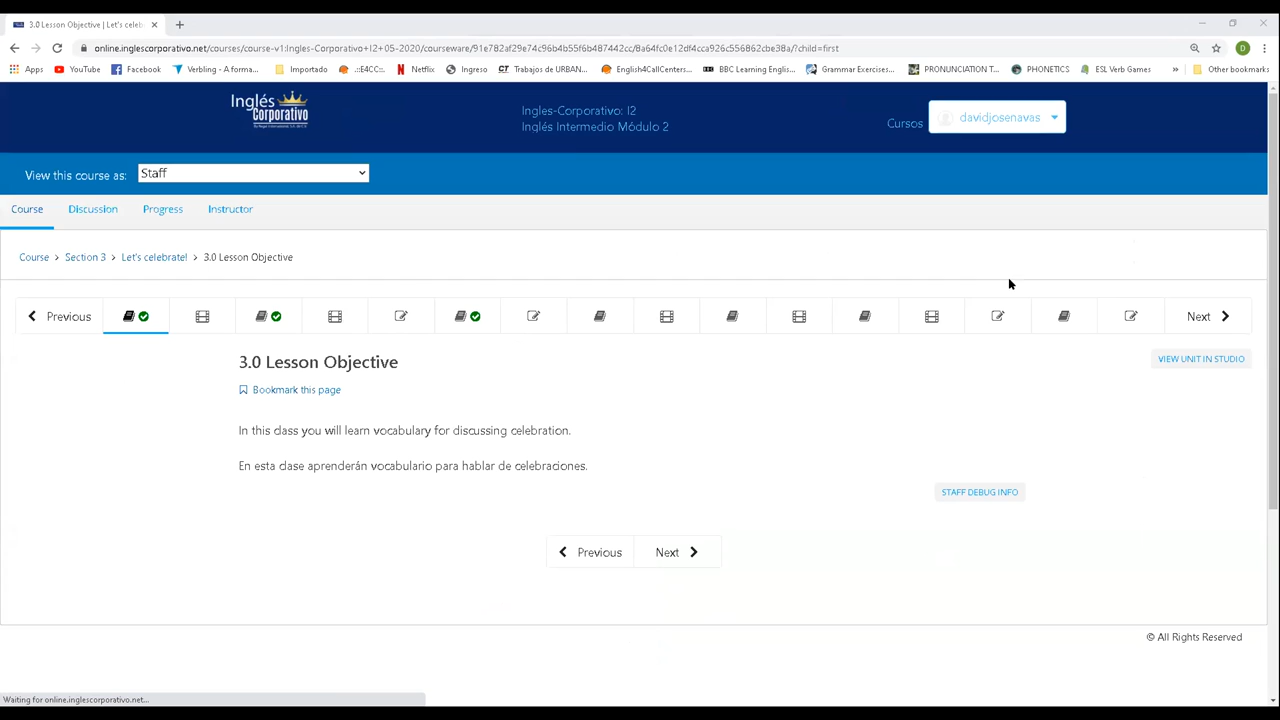 3.0 Lesson Objective | Let's celeb
online.inglescorporativo.net/courses/course-v1:Ingles-Corporativo+I2+05-2020/courseware/91e782af29e74c96b4b55f6b487442cc/8a64fc0e12df4cca926c556862cbe38a/?child=first
D
Apps YouTube Facebook Verbling - A forma... Importado .::E4CC::. Netflix Ingreso Trabajos de URBAN... English4CallCenters... BBC Learning English... Grammar Exercises... PRONUNCIATION T... PHONETICS ESL Verb Games » Other bookmarks
Inglés
Corporativo
Ingles-Corporativo: I2
Inglés Intermedio Módulo 2
Cursos davidjosenavas
View this course as: Staff
Course Discussion Progress Instructor
Course > Section 3 > Let's celebrate! > 3.0 Lesson Objective
Previous Next
3.0 Lesson Objective
VIEW UNIT IN STUDIO
Bookmark this page
In this class you will learn vocabulary for discussing celebration.
En esta clase aprenderán vocabulario para hablar de celebraciones.
STAFF DEBUG INFO
Previous Next
© All Rights Reserved
Waiting for online.inglescorporativo.net...